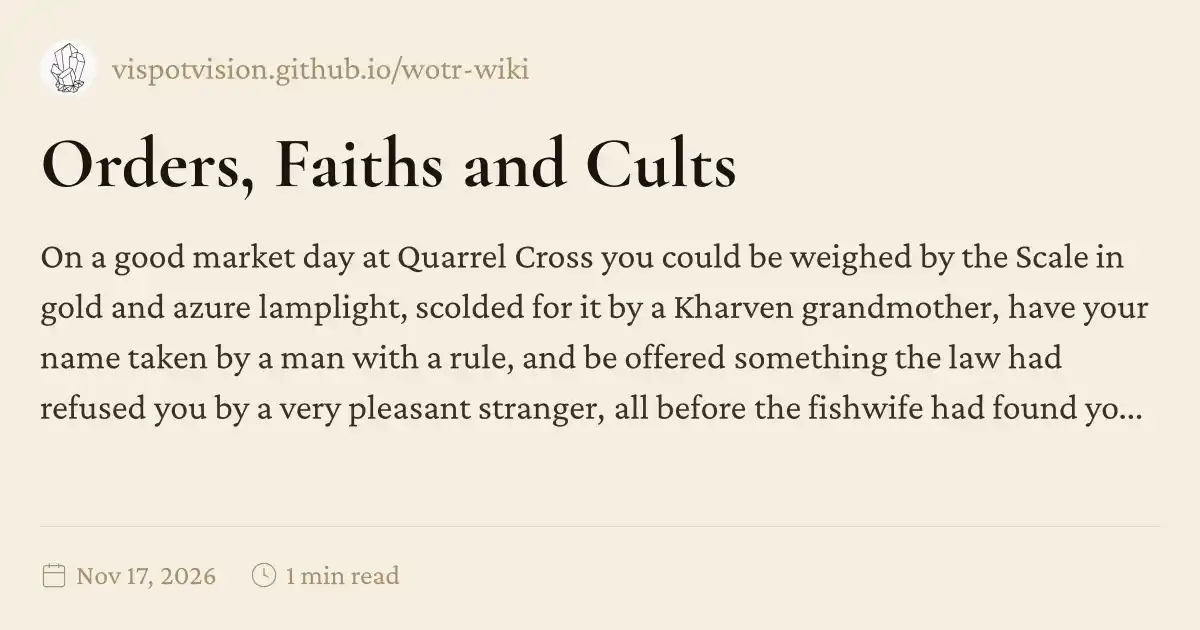 vispotvision.github.io/wotr-wiki
Orders, Faiths and Cults
On a good market day at Quarrel Cross you could be weighed by the Scale in
gold and azure lamplight, scolded for it by a Kharven grandmother, have your
name taken by a man with a rule, and be offered something the law had
refused you by a very pleasant stranger, all before the fishwife had found yo...
Nov 17, 2026
1 min read